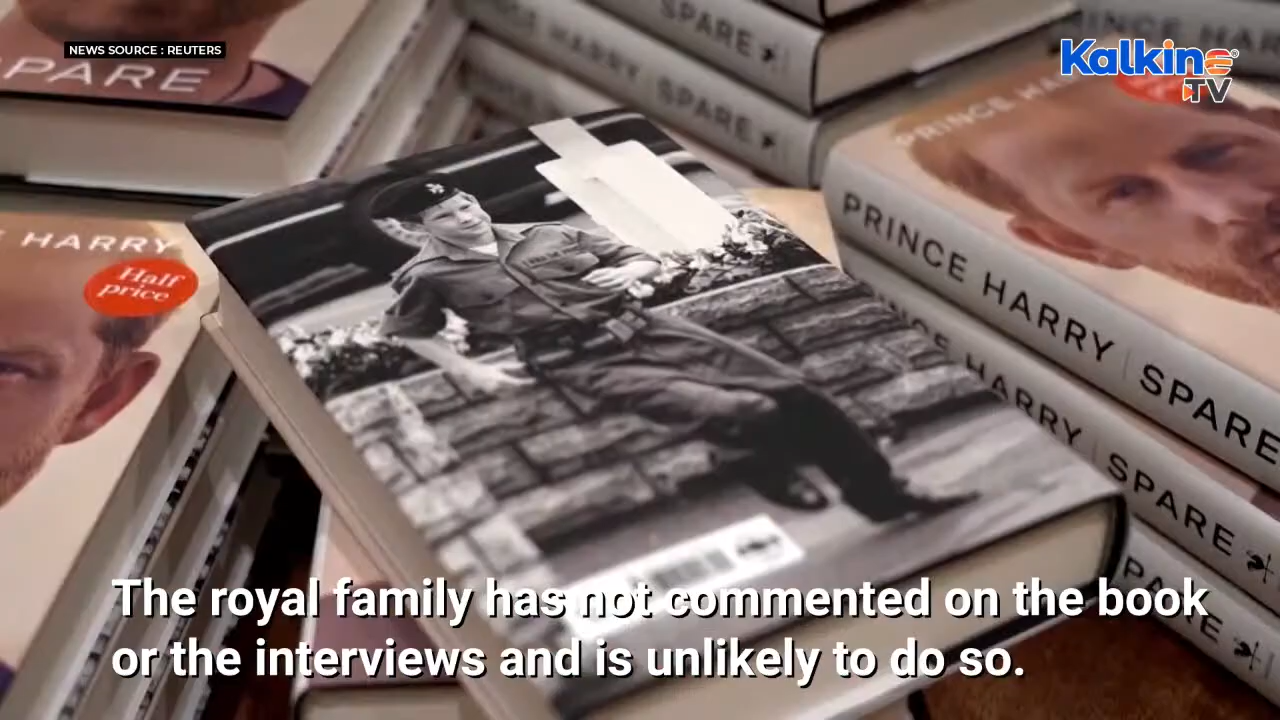 NEWS SOURCE : REUTERS
Kalkine
TV
SPARE
HARRY SPARE
SPARE
PRINCE HARRY
PRINCE HARRY
HARRY
Half
price
PRINCE HARRY | SPARE
HARRY | SPARE
SPARE
The royal family has not commented on the book
or the interviews and is unlikely to do so.